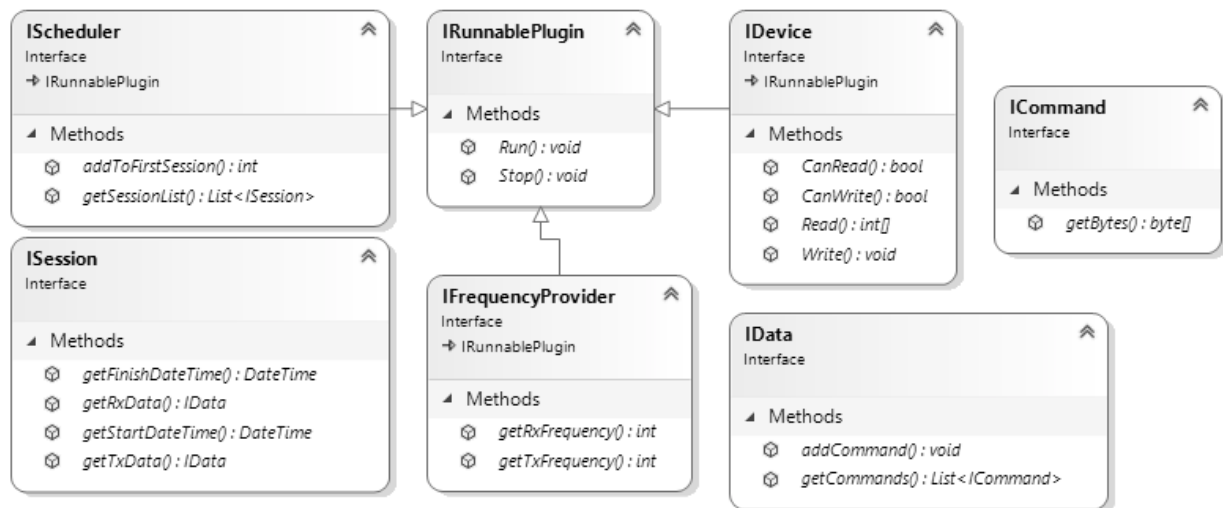 IScheduler
Interface
IRunnablePlugin
Methods
addToFirstSession() : int
getSessionList() : List<ISession>
IRunnablePlugin
Interface
Methods
Run() : void
Stop() : void
IDevice
Interface
IRunnablePlugin
Methods
CanRead() : bool
CanWrite() : bool
Read() : int[]
Write() : void
ICommand
Interface
Methods
getBytes() : byte[]
ISession
Interface
Methods
getFinishDateTime() : DateTime
getRxData() : IData
getStartDateTime() : DateTime
getTxData() : IData
IFrequencyProvider
Interface
IRunnablePlugin
Methods
getRxFrequency() : int
getTxFrequency() : int
IData
Interface
Methods
addCommand() : void
getCommands() : List<ICommand>